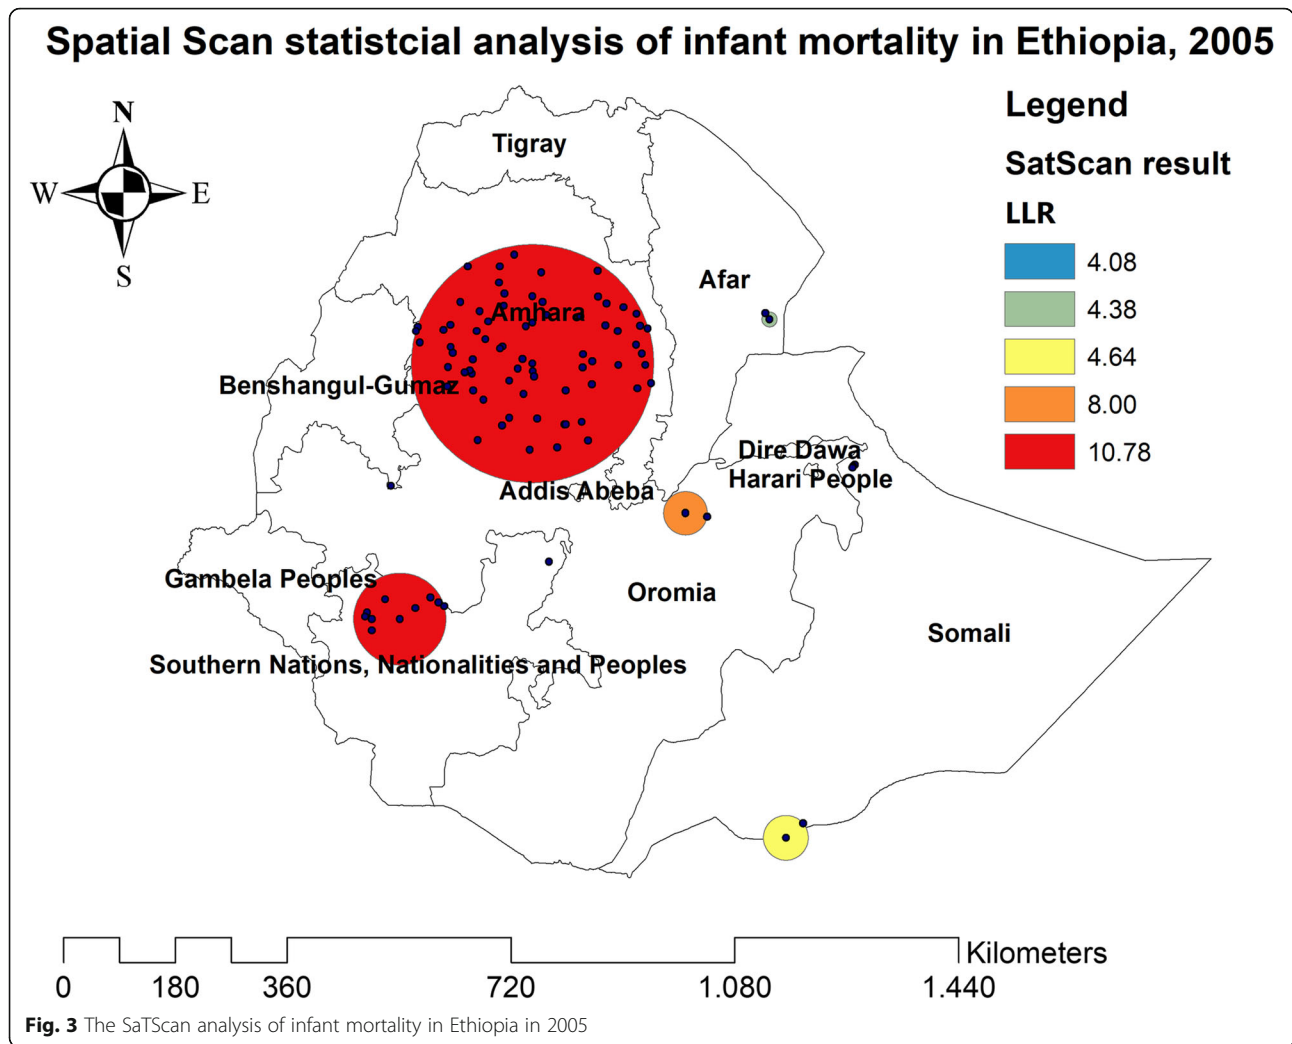 Spatial Scan statistcial analysis of infant mortality in Ethiopia, 2005
N
W
E
S
Legend
SatScan result
LLR
4.08
4.38
4.64
8.00
10.78
Tigray
Afar
Amhara
Benshangul-Gumaz
Dire Dawa
Harari People
Addis Abeba
Gambela Peoples
Oromia
Somali
Southern Nations, Nationalities and Peoples
Kilometers
0 180 360 720 1.080 1.440
Fig. 3 The SaTScan analysis of infant mortality in Ethiopia in 2005